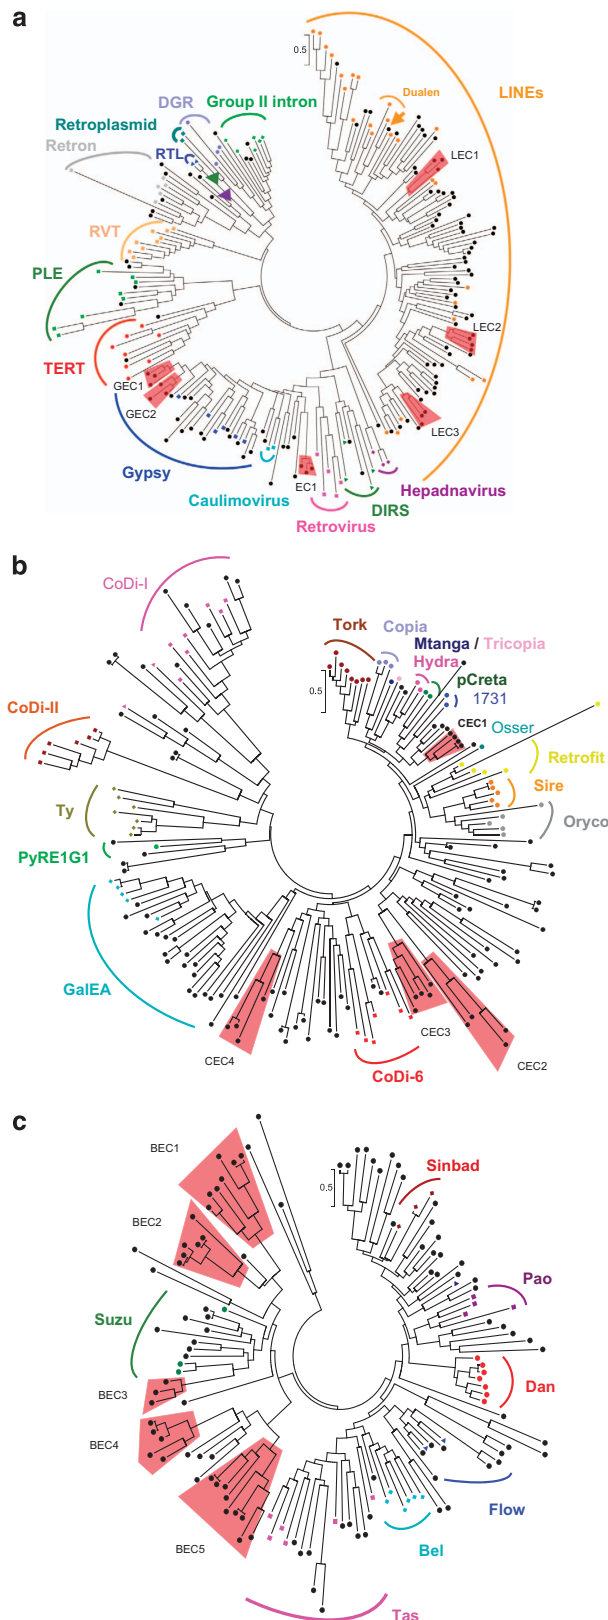 a
0.5
Dualen
LINEs
DGR
Group II intron
Retroplasmid
Retron
RTL
LEC1
RVT
PLE
LEC2
TERT
GEC1
GEC2
LEC3
Gypsy
EC1
Hepadnavirus
Caulimovirus
DIRS
Retrovirus
b
CoDi-I
Tork
Copia
Mtanga / Tricopia
Hydra
pCreta
0.5
1731
CoDi-II
CEC1
Osser
Retrofit
Sire
Ty
Oryco
PyRE1G1
GalEA
CEC4
CEC3
CEC2
CoDi-6
c
BEC1
Sinbad
0.5
BEC2
Pao
Suzu
Dan
BEC3
BEC4
Flow
BEC5
Bel
Tas